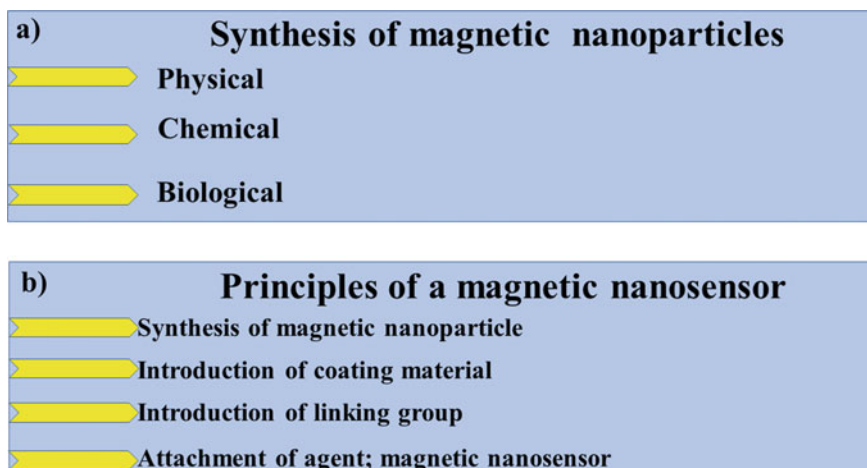 a) Synthesis of magnetic nanoparticles
Physical
Chemical
Biological
b) Principles of a magnetic nanosensor
Synthesis of magnetic nanoparticle
Introduction of coating material
Introduction of linking group
Attachment of agent; magnetic nanosensor